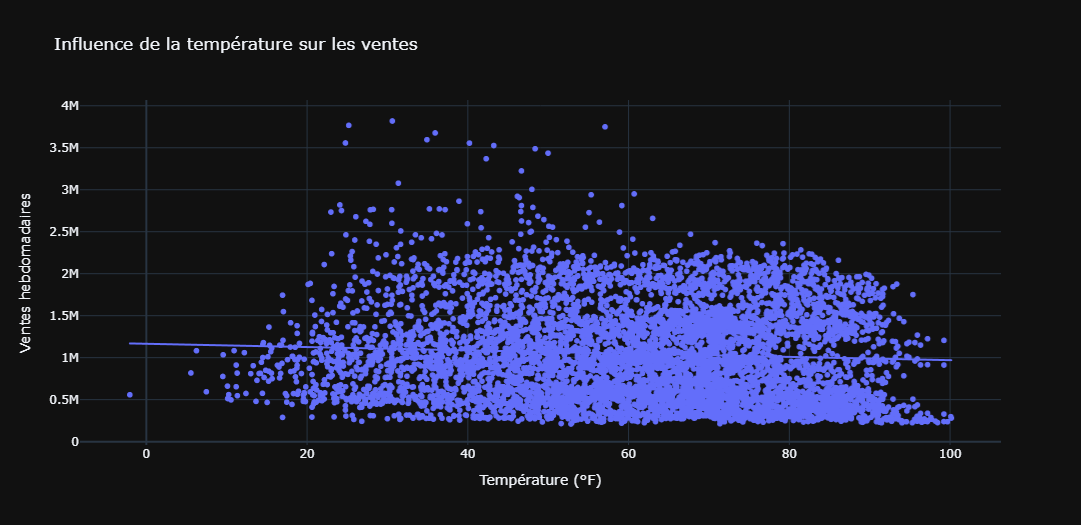 Influence de la température sur les ventes
4M
3.5M
3M
2.5M
2M
1.5M
1M
0.5M
0
Ventes hebdomadaires
0 20 40 60 80 100
Température (°F)